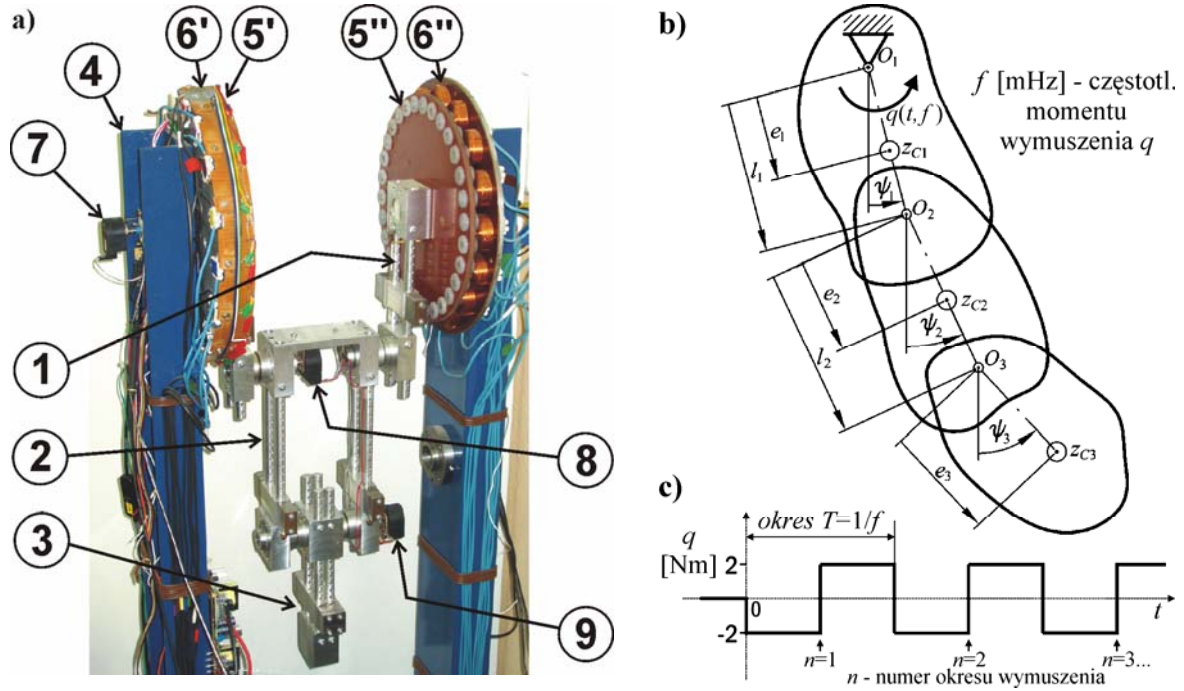 a)
6'
5'
5''
6''
4
7
1
2
3
8
9
b)
O1
q(t,f)
f [mHz] - częstotl.
momentu
wymuszenia q
e1
l1
zC1
ψ1
O2
e2
l2
zC2
ψ2
O3
e3
ψ3
zC3
c)
okres T=1/f
q
[Nm]
2
0
-2
t
n=1
n=2
n=3...
n - numer okresu wymuszenia